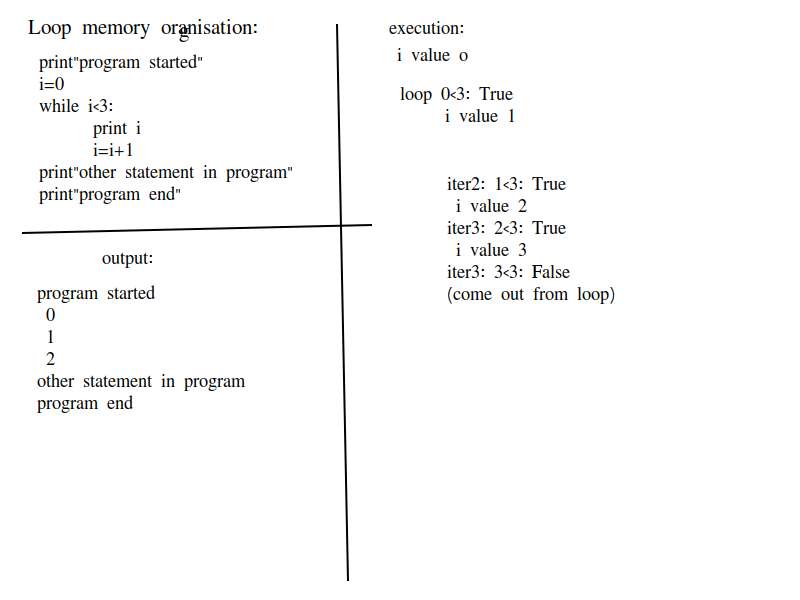 Loop memory organisation:
print"program started"
i=0
while i<3:
print i
i=i+1
print"other statement in program"
print"program end"
output:
program started
0
1
2
other statement in program
program end
execution:
i value o
loop 0<3: True
i value 1
iter2: 1<3: True
i value 2
iter3: 2<3: True
i value 3
iter3: 3<3: False
(come out from loop)